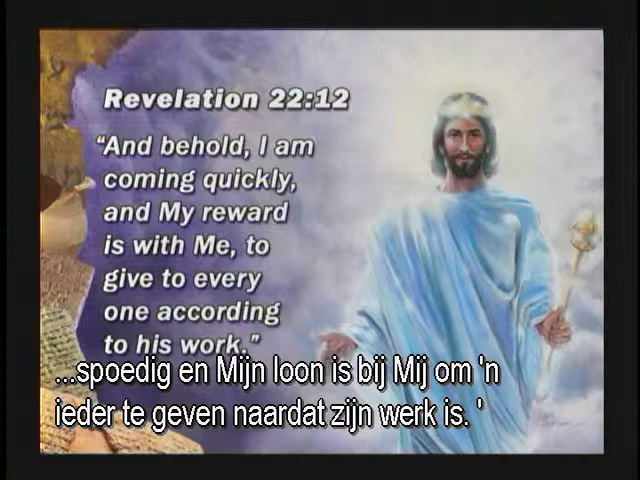 Revelation 22:12
“And behold, I am
coming quickly,
and My reward
is with Me, to
give to every
one according
to his work.”
...spoedig en Mijn loon is bij Mij om 'n
ieder te geven naardat zijn werk is. '